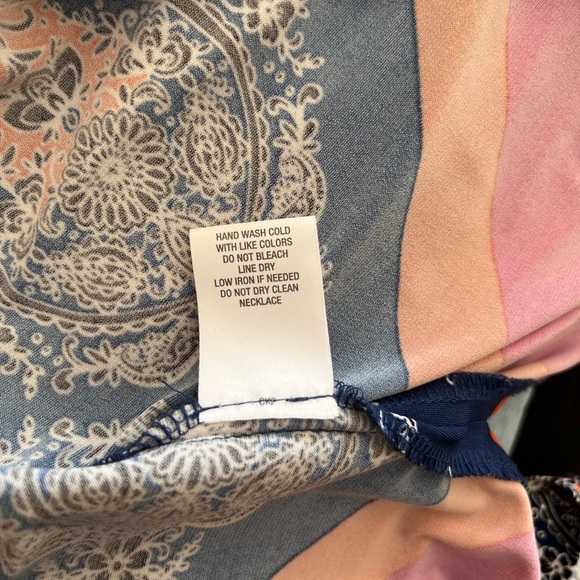 HAND WASH COLD
WITH LIKE COLORS
DO NOT BLEACH
LINE DRY
LOW IRON IF NEEDED
DO NOT DRY CLEAN
NECKLACE